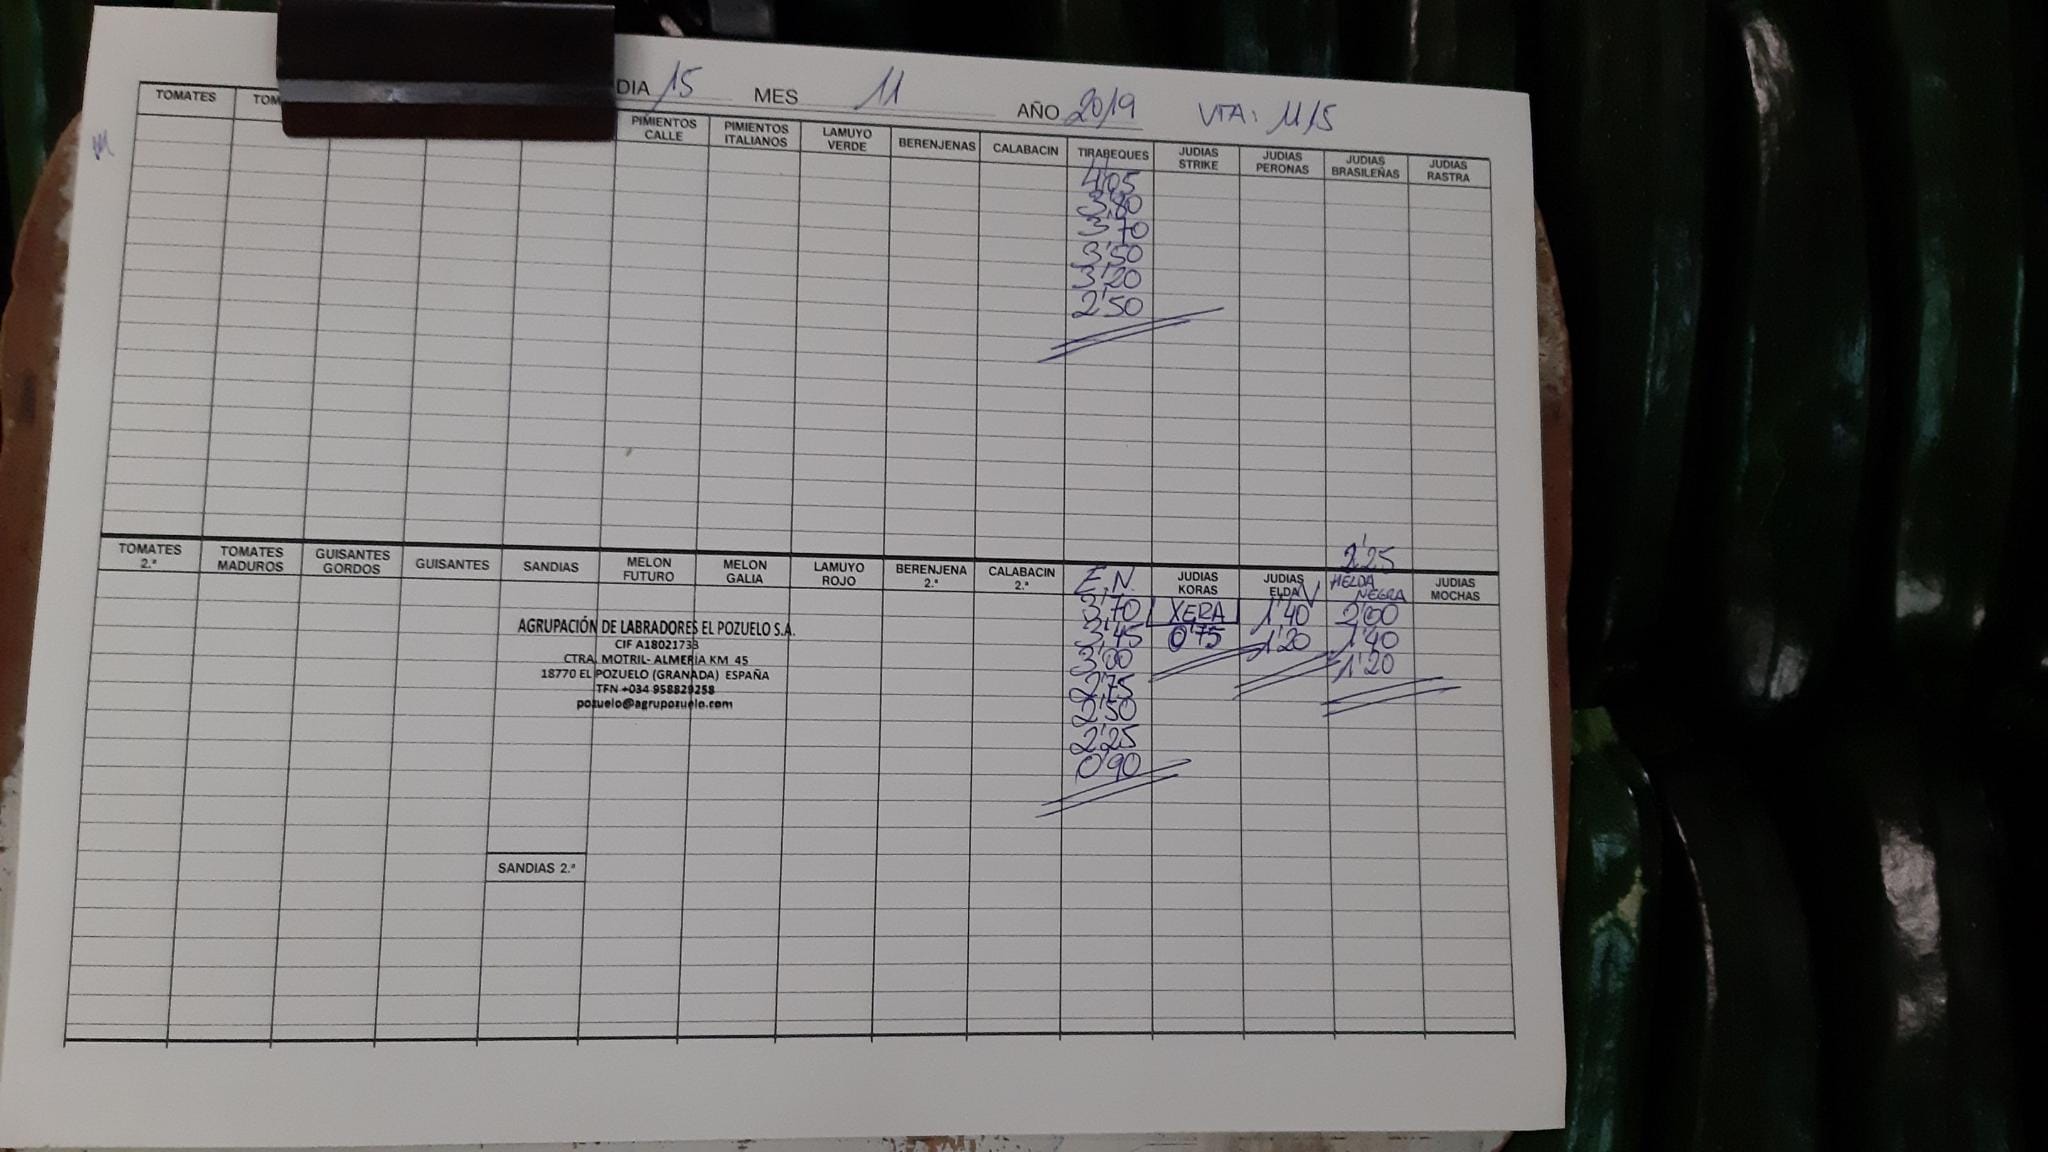 DIA 15 MES 11 AÑO 2019 VTA: 11/5
TOMATES TOM PIMIENTOS CALLE PIMIENTOS ITALIANOS LAMUYO VERDE BERENJENAS CALABACIN TIRABEQUES JUDIAS STRIKE JUDIAS PERONAS JUDIAS BRASILEÑAS JUDIAS RASTRA
4'05
3'80
3'70
3'50
3'20
2'50
2'25
TOMATES 2.ª TOMATES MADUROS GUISANTES GORDOS GUISANTES SANDIAS MELON FUTURO MELON GALIA LAMUYO ROJO BERENJENA 2.ª CALABACIN 2.ª E.N. JUDIAS KORAS JUDIAS ELDA HELDA NEGRA JUDIAS MOCHAS
3'70 XERA 1'40 2'00
3'45 0'75 1'20 1'40
3'00 1'20
2'75
2'50
2'25
0'90
AGRUPACIÓN DE LABRADORES EL POZUELO S.A.
CIF A18021733
CTRA. MOTRIL- ALMERIA KM 45
18770 EL POZUELO (GRANADA) ESPAÑA
TFN +034 958829258
pozuelo@agrupozuelo.com
SANDIAS 2.ª